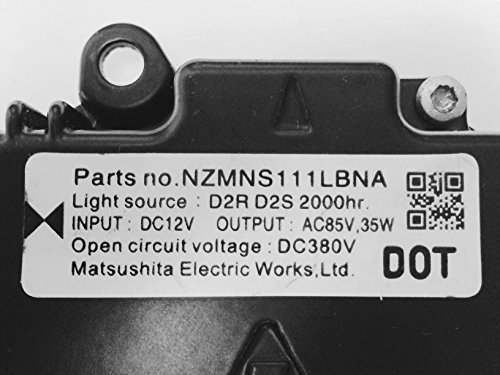 Parts no.NZMNS111LBNA
Light source : D2R D2S 2000hr.
INPUT : DC12V OUTPUT : AC85V,35W
Open circuit voltage : DC380V
Matsushita Electric Works,Ltd.
DOT